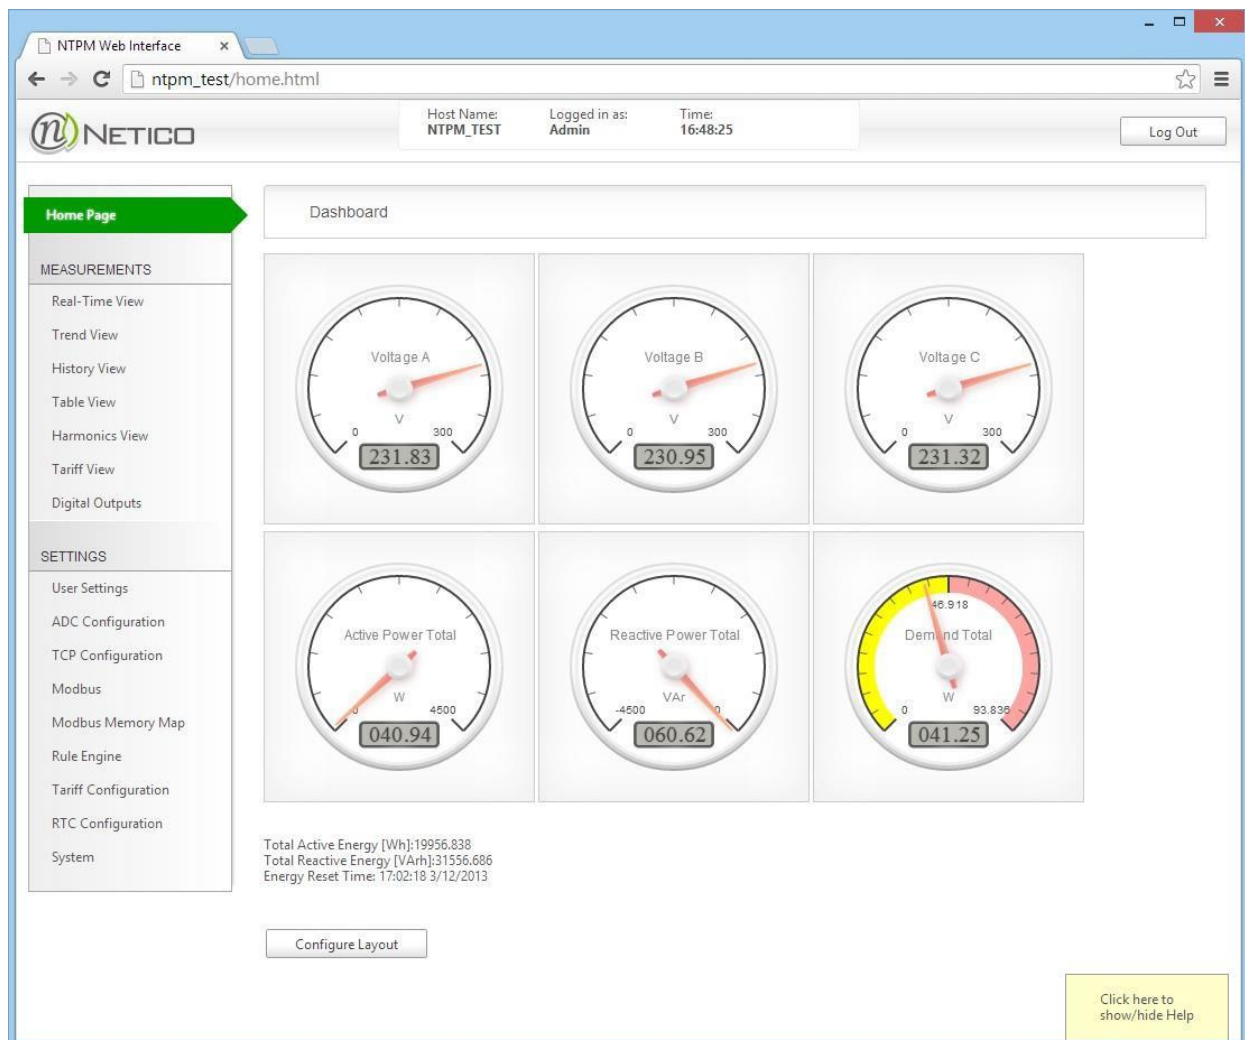 NTPM Web Interface
ntpm_test/home.html
NETICO
Host Name:
NTPM_TEST
Logged in as:
Admin
Time:
16:48:25
Log Out
Home Page
MEASUREMENTS
Real-Time View
Trend View
History View
Table View
Harmonics View
Tariff View
Digital Outputs
SETTINGS
User Settings
ADC Configuration
TCP Configuration
Modbus
Modbus Memory Map
Rule Engine
Tariff Configuration
RTC Configuration
System
Dashboard
Voltage A
V
0 300
231.83
Voltage B
V
0 300
230.95
Voltage C
V
0 300
231.32
Active Power Total
W
0 4500
040.94
Reactive Power Total
VAr
-4500 0
060.62
46.918
Demand Total
W
0 93.836
041.25
Total Active Energy [Wh]:19956.838
Total Reactive Energy [VArh]:31556.686
Energy Reset Time: 17:02:18 3/12/2013
Configure Layout
Click here to
show/hide Help